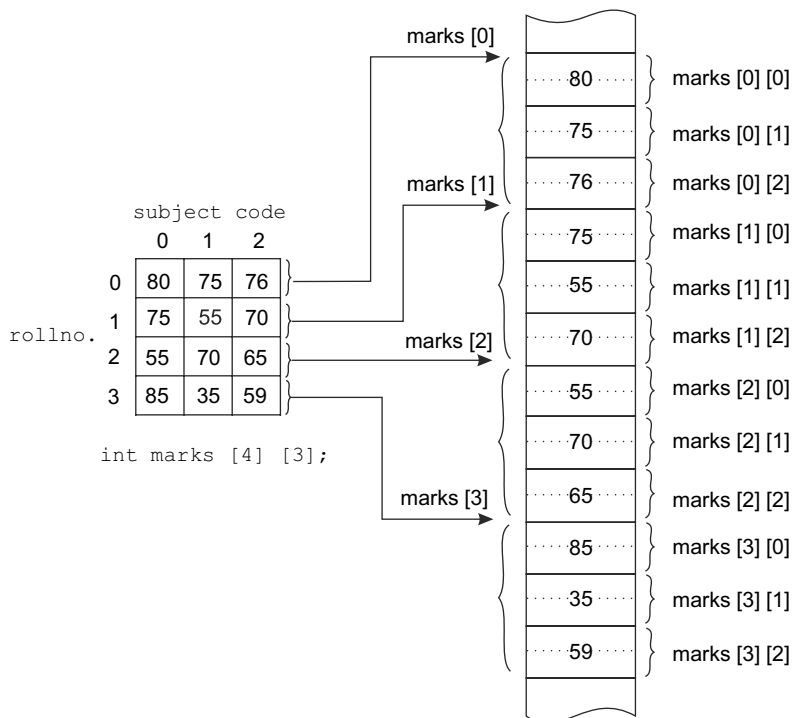 subject code
0 1 2
rollno.
0 80 75 76
1 75 55 70
2 55 70 65
3 85 35 59
int marks [4] [3];
marks [0]
marks [1]
marks [2]
marks [3]
80 marks [0] [0]
75 marks [0] [1]
76 marks [0] [2]
75 marks [1] [0]
55 marks [1] [1]
70 marks [1] [2]
55 marks [2] [0]
70 marks [2] [1]
65 marks [2] [2]
85 marks [3] [0]
35 marks [3] [1]
59 marks [3] [2]